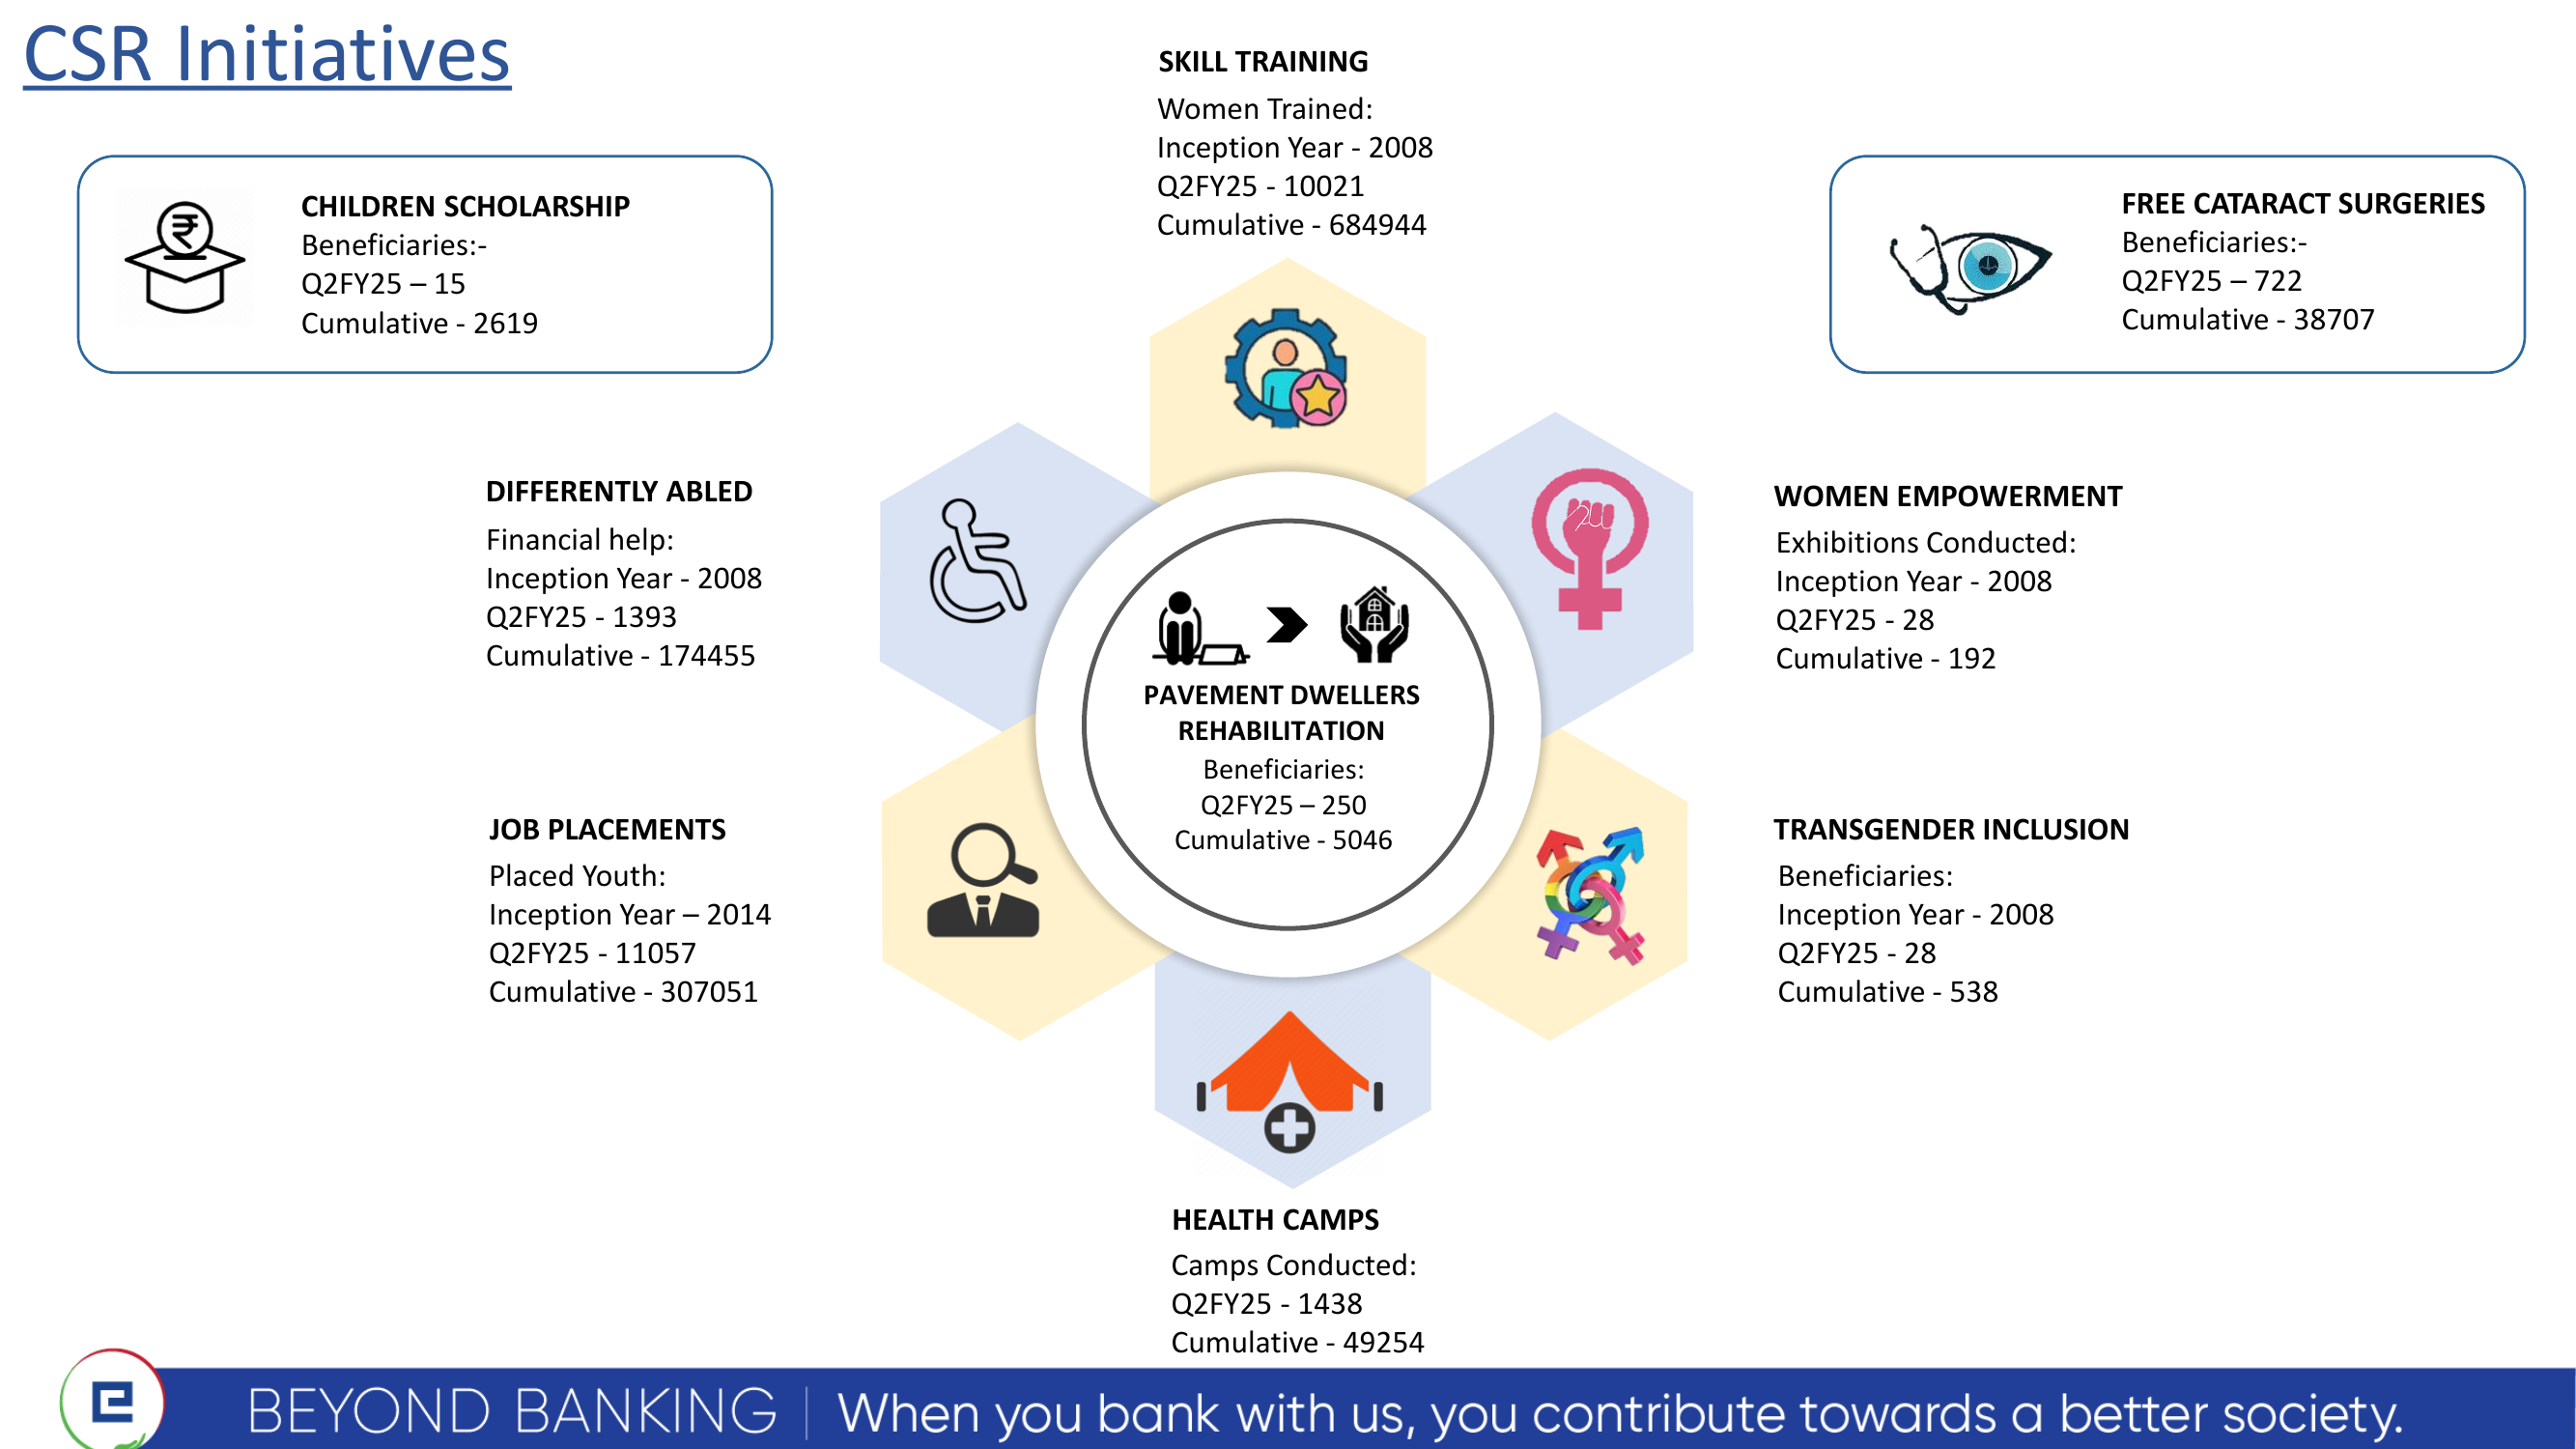 CSR Initiatives
SKILL TRAINING
Women Trained:
Inception Year - 2008
Q2FY25 - 10021
Cumulative - 684944
CHILDREN SCHOLARSHIP
Beneficiaries:-
Q2FY25 – 15
Cumulative - 2619
FREE CATARACT SURGERIES
Beneficiaries:-
Q2FY25 – 722
Cumulative - 38707
DIFFERENTLY ABLED
Financial help:
Inception Year - 2008
Q2FY25 - 1393
Cumulative - 174455
WOMEN EMPOWERMENT
Exhibitions Conducted:
Inception Year - 2008
Q2FY25 - 28
Cumulative - 192
PAVEMENT DWELLERS
REHABILITATION
Beneficiaries:
Q2FY25 – 250
Cumulative - 5046
JOB PLACEMENTS
Placed Youth:
Inception Year – 2014
Q2FY25 - 11057
Cumulative - 307051
TRANSGENDER INCLUSION
Beneficiaries:
Inception Year - 2008
Q2FY25 - 28
Cumulative - 538
HEALTH CAMPS
Camps Conducted:
Q2FY25 - 1438
Cumulative - 49254
BEYOND BANKING | When you bank with us, you contribute towards a better society.